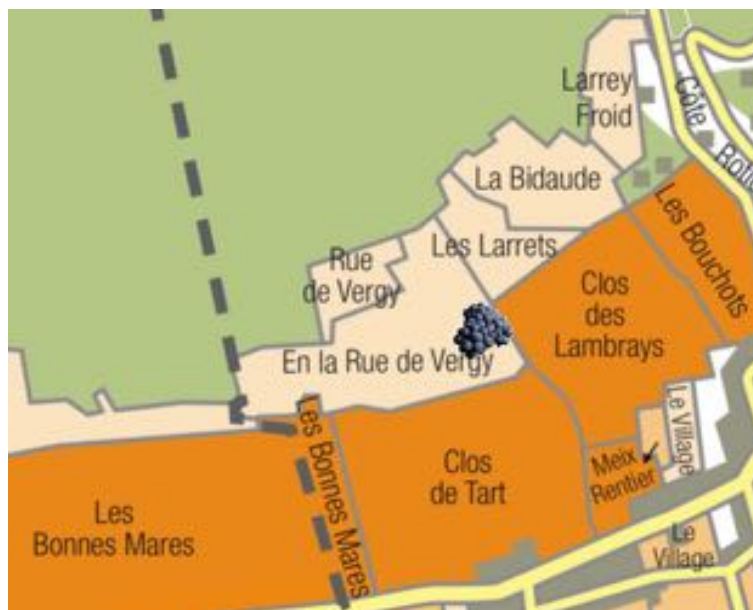 Larrey
Froid
Côte
La Bidaude
Les Bouchots
Les Larrets
Rue
de Vergy
Clos
des
Lambrays
En la Rue de Vergy
Les Bonnes Mares
Le Village
Clos
de Tart
Meix
Rentier
Les
Bonnes Mares
Le
Village